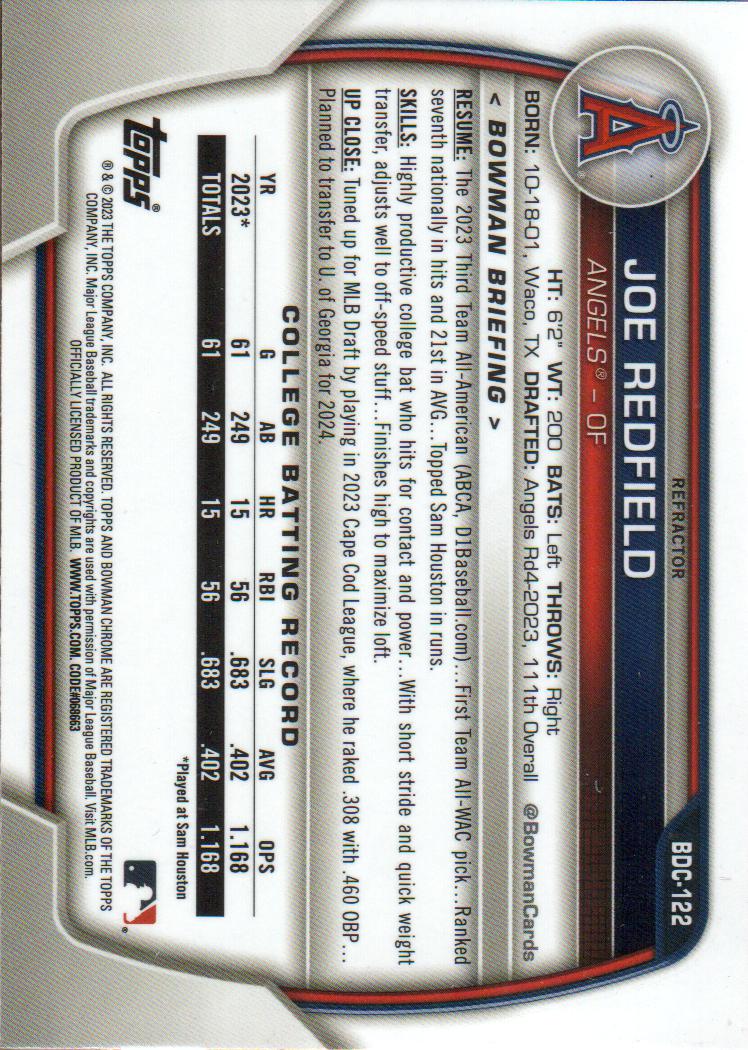 REFRACTOR
BDC-122
JOE REDFIELD
ANGELS® – OF
HT: 6'2" WT: 200 BATS: Left THROWS: Right
BORN: 10-18-01, Waco, TX DRAFTED: Angels Rd4-2023, 111th Overall @BowmanCards
< BOWMAN BRIEFING >
RESUME: The 2023 Third Team All-American (ABCA, D1Baseball.com)...First Team All-WAC pick...Ranked
seventh nationally in hits and 21st in AVG...Topped Sam Houston in runs.
SKILLS: Highly productive college bat who hits for contact and power...With short stride and quick weight
transfer, adjusts well to off-speed stuff...Finishes high to maximize loft.
UP CLOSE: Tuned up for MLB Draft by playing in 2023 Cape Cod League, where he raked .308 with .460 OBP...
Planned to transfer to U. of Georgia for 2024.
COLLEGE BATTING RECORD
YR G AB HR RBI SLG AVG OPS
2023* 61 249 15 56 .683 .402 1.168
TOTALS 61 249 15 56 .683 .402 1.168
*Played at Sam Houston
topps®
® & © 2023 THE TOPPS COMPANY, INC. ALL RIGHTS RESERVED. TOPPS AND BOWMAN CHROME ARE REGISTERED TRADEMARKS OF THE TOPPS
COMPANY, INC. Major League Baseball trademarks and copyrights are used with permission of Major League Baseball. Visit MLB.com.
OFFICIALLY LICENSED PRODUCT OF MLB. WWW.TOPPS.COM. CODE#068663